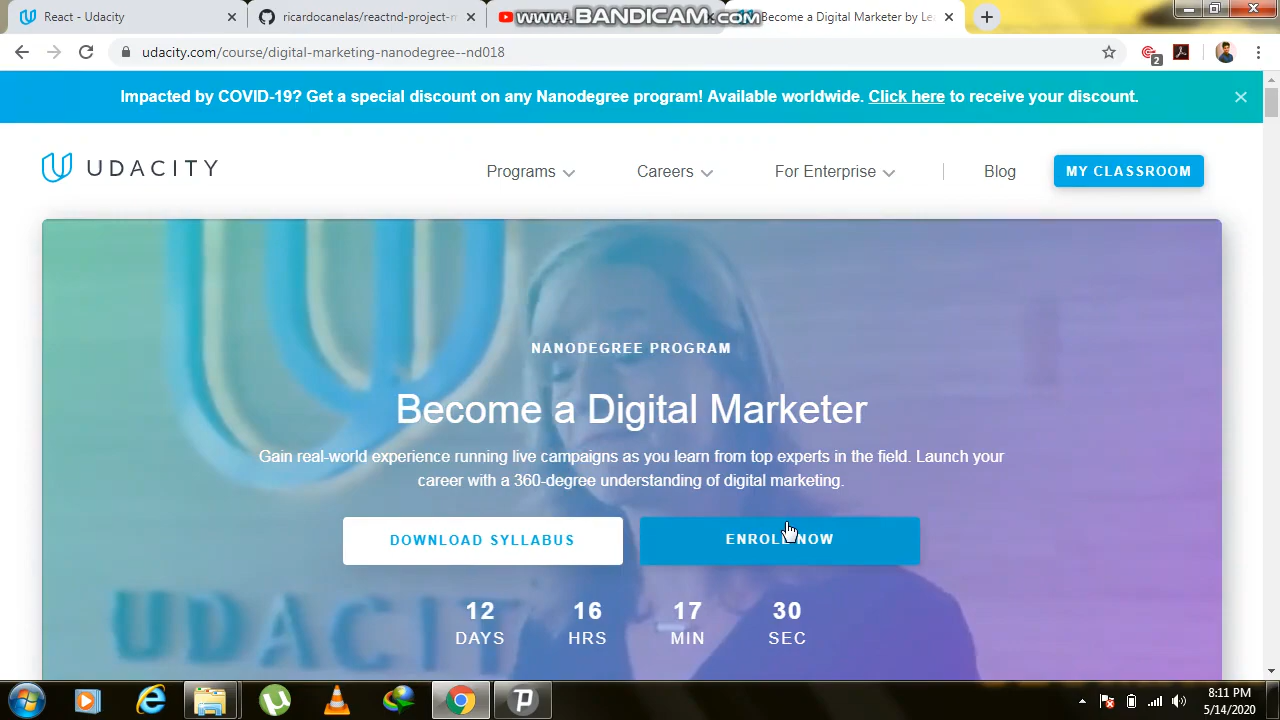 React - Udacity
ricardocanelas/reactnd-project-m
www.BANDICAM.com
Become a Digital Marketer by Le
udacity.com/course/digital-marketing-nanodegree--nd018
2
Impacted by COVID-19? Get a special discount on any Nanodegree program! Available worldwide. Click here to receive your discount.
UDACITY
Programs
Careers
For Enterprise
Blog
MY CLASSROOM
NANODEGREE PROGRAM
Become a Digital Marketer
Gain real-world experience running live campaigns as you learn from top experts in the field. Launch your
career with a 360-degree understanding of digital marketing.
DOWNLOAD SYLLABUS
ENROLL NOW
12 16 17 30
DAYS HRS MIN SEC
UDACITY
8:11 PM
5/14/2020